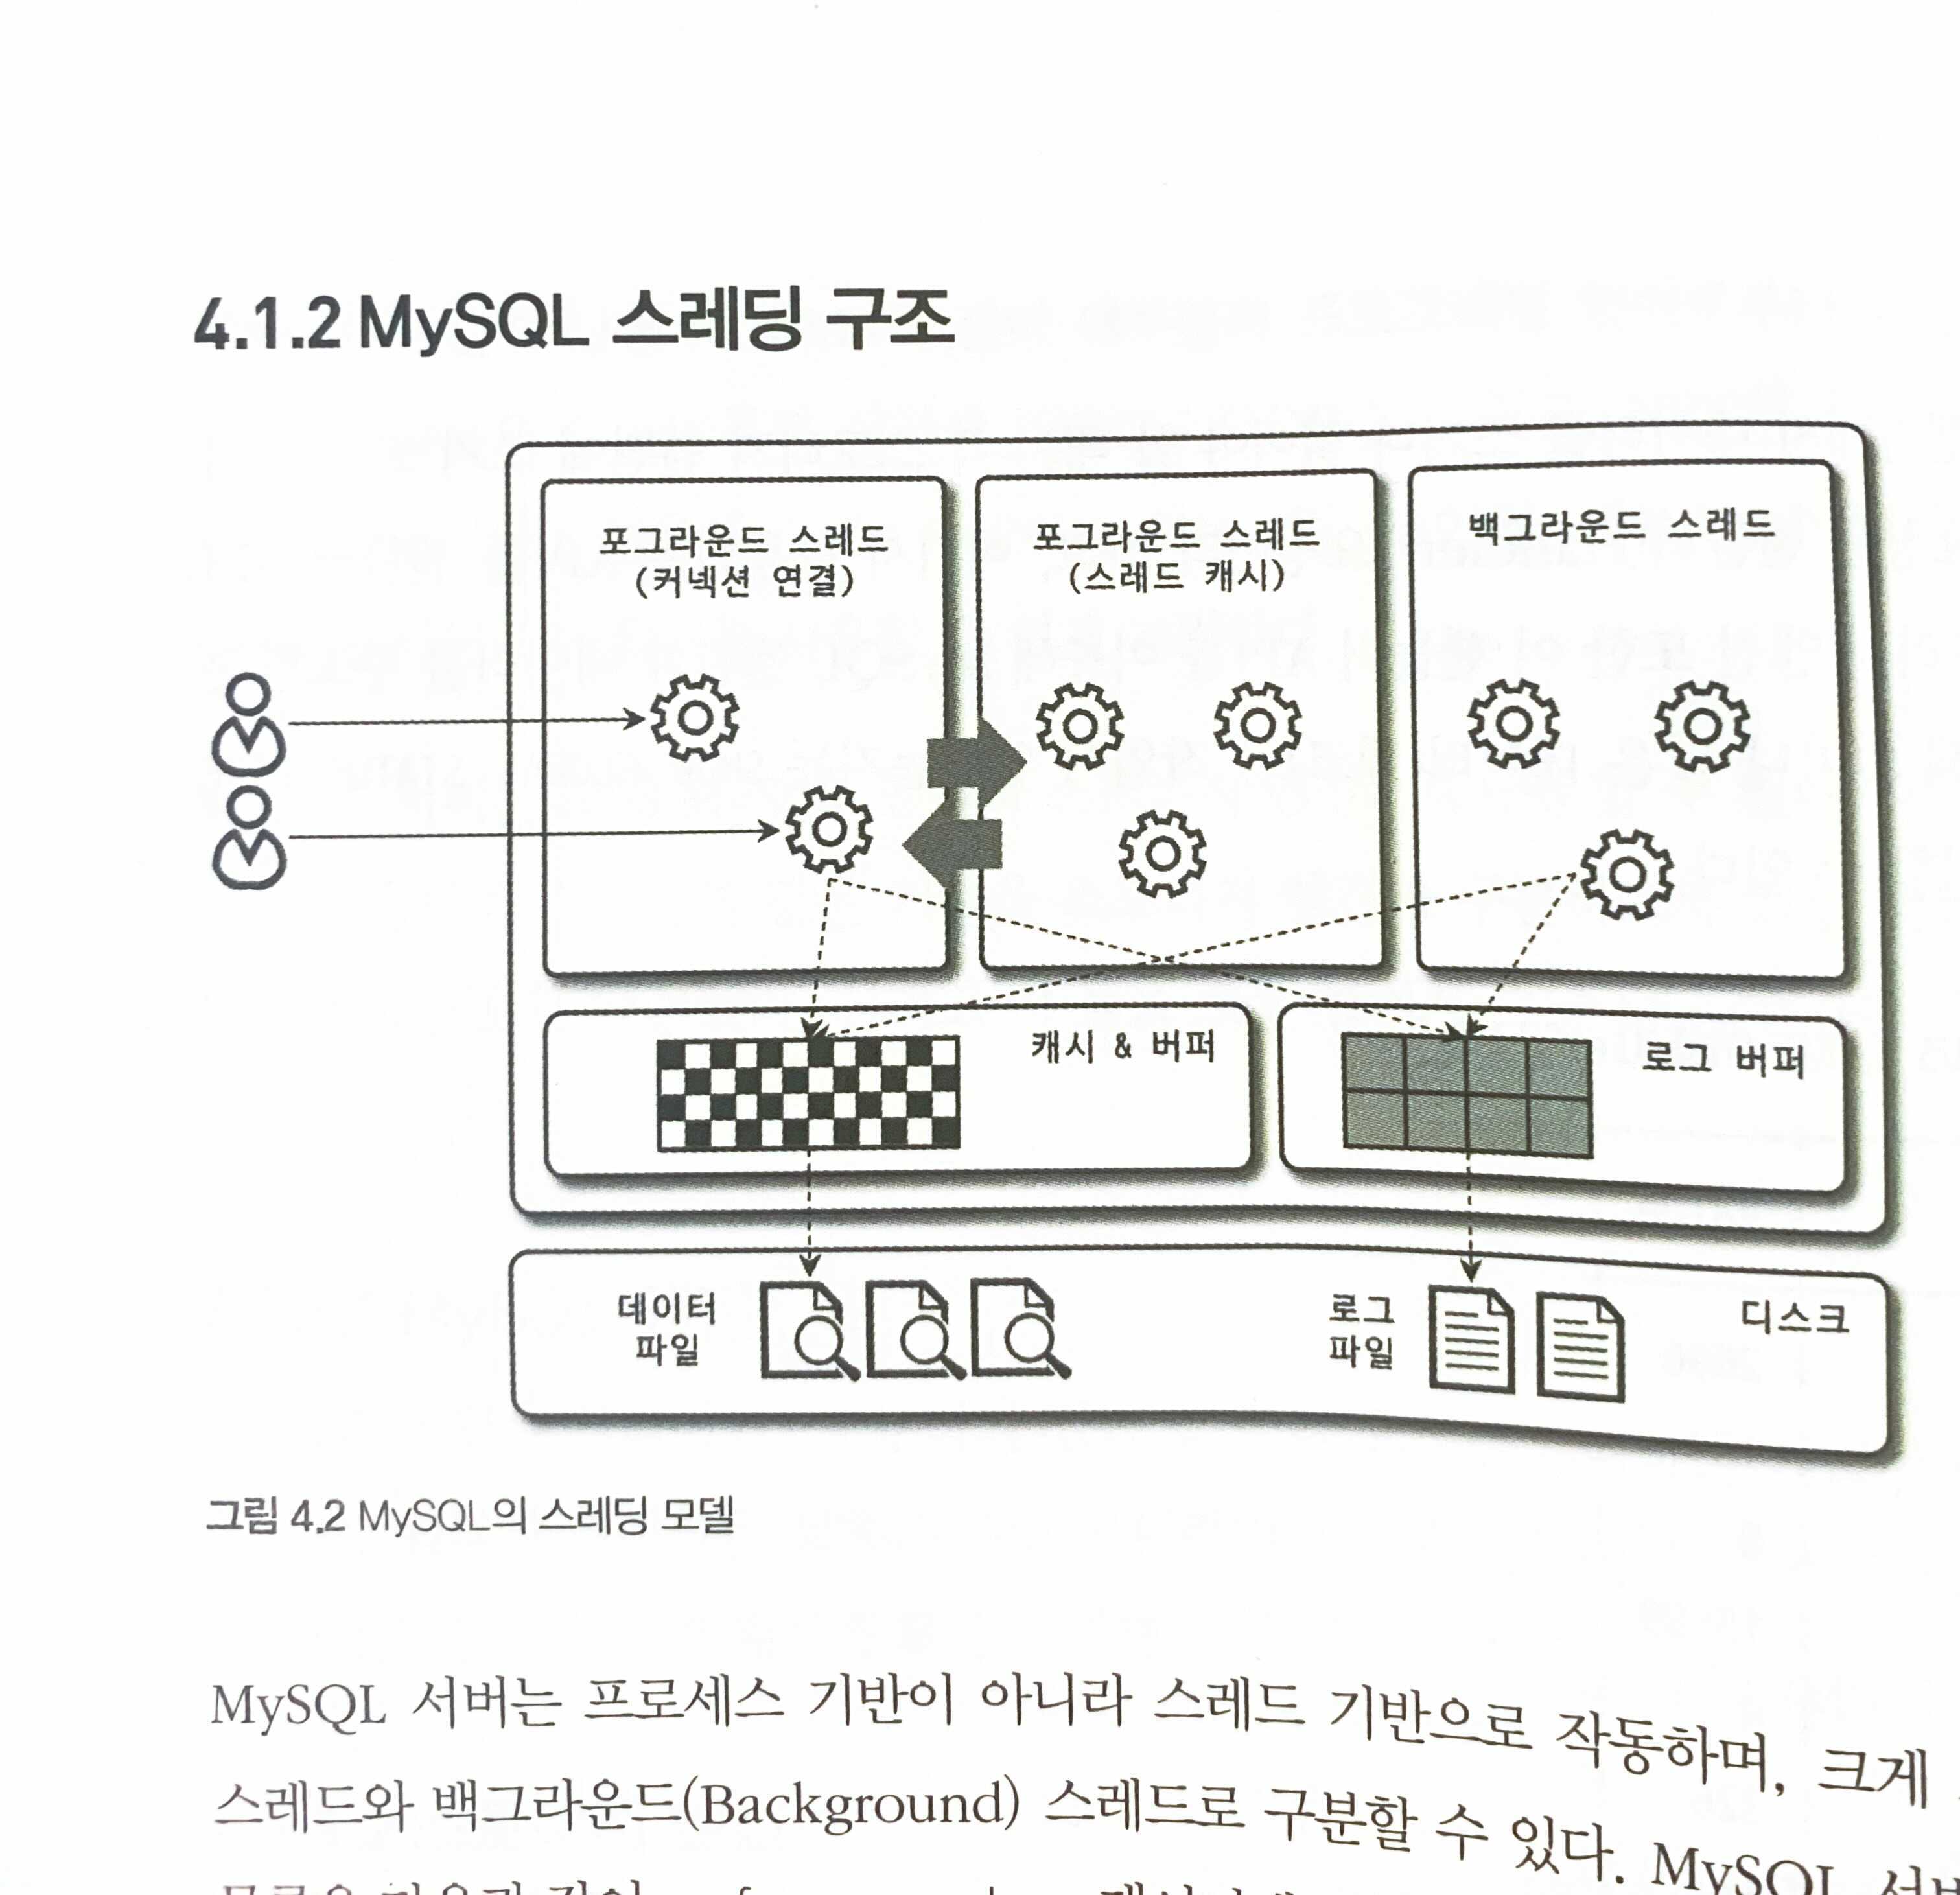 4.1.2 MySQL 스레딩 구조
포그라운드 스레드
(커넥션 연결)
포그라운드 스레드
(스레드 캐시)
백그라운드 스레드
캐시 & 버퍼
로그 버퍼
데이터
파일
로그
파일
디스크
그림 4.2 MySQL의 스레딩 모델
MySQL 서버는 프로세스 기반이 아니라 스레드 기반으로 작동하며, 크게
스레드와 백그라운드(Background) 스레드로 구분할 수 있다. MySQL 서버